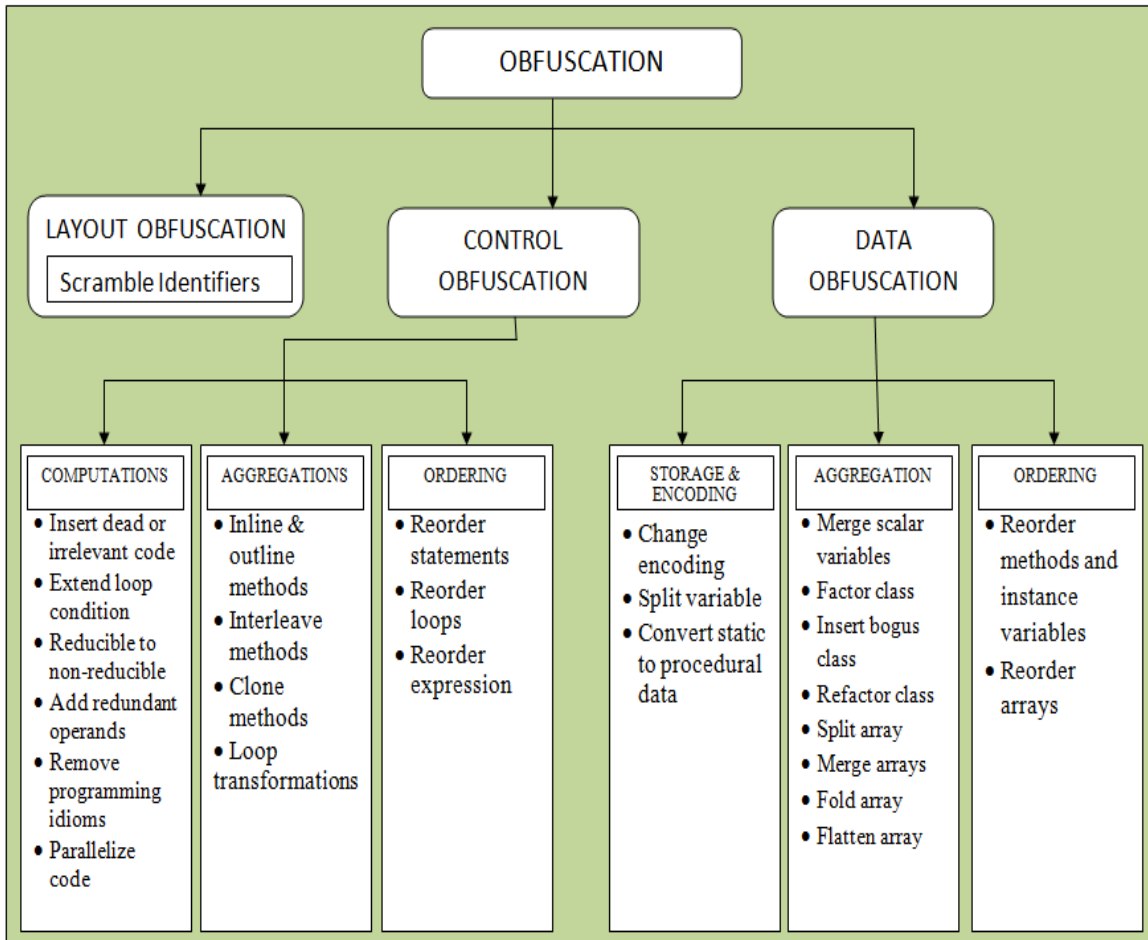 OBFUSCATION
LAYOUT OBFUSCATION
Scramble Identifiers
CONTROL
OBFUSCATION
DATA
OBFUSCATION
COMPUTATIONS
• Insert dead or
irrelevant code
• Extend loop
condition
• Reducible to
non-reducible
• Add redundant
operands
• Remove
programming
idioms
• Parallelize
code
AGGREGATIONS
• Inline &
outline
methods
• Interleave
methods
• Clone
methods
• Loop
transformations
ORDERING
• Reorder
statements
• Reorder
loops
• Reorder
expression
STORAGE &
ENCODING
• Change
encoding
• Split variable
• Convert static
to procedural
data
AGGREGATION
• Merge scalar
variables
• Factor class
• Insert bogus
class
• Refactor class
• Split array
• Merge arrays
• Fold array
• Flatten array
ORDERING
• Reorder
methods and
instance
variables
• Reorder
arrays